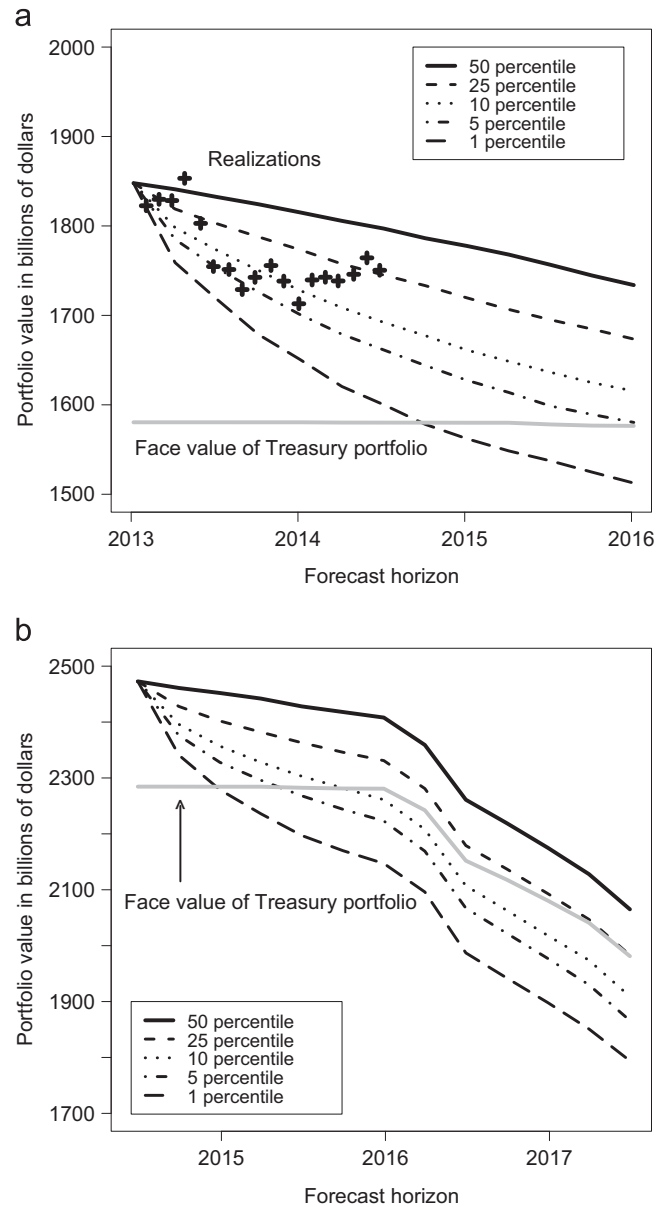 a
2000
1900
1800
1700
1600
1500
Portfolio value in billions of dollars
50 percentile
25 percentile
10 percentile
5 percentile
1 percentile
Realizations
Face value of Treasury portfolio
2013
2014
2015
2016
Forecast horizon
b
2500
2300
2100
1900
1700
Portfolio value in billions of dollars
Face value of Treasury portfolio
50 percentile
25 percentile
10 percentile
5 percentile
1 percentile
2015
2016
2017
Forecast horizon